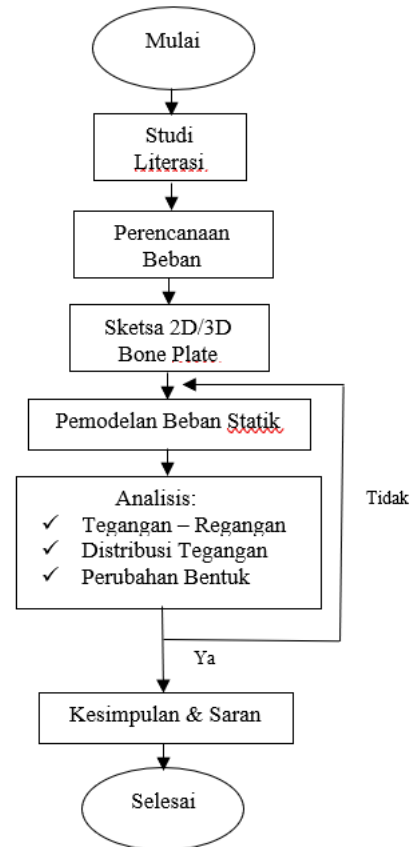 Mulai
Studi
Literasi
Perencanaan
Beban
Sketsa 2D/3D
Bone Plate
Pemodelan Beban Statik
Analisis:
✓ Tegangan – Regangan
✓ Distribusi Tegangan
✓ Perubahan Bentuk
Tidak
Ya
Kesimpulan & Saran
Selesai